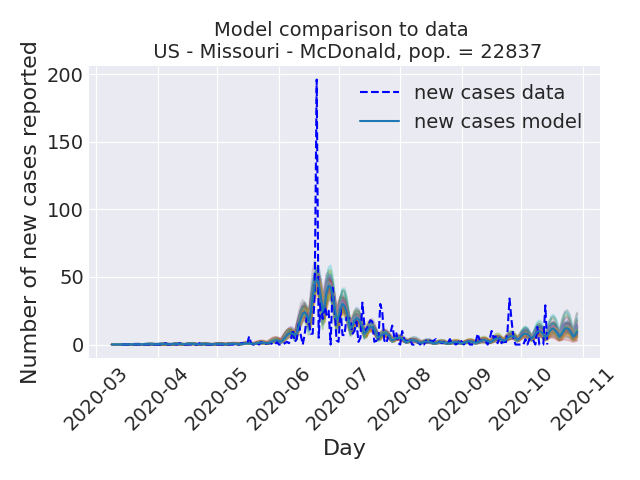 Model comparison to data
US - Missouri - McDonald, pop. = 22837
Number of new cases reported
200
150
100
50
0
new cases data
new cases model
2020-03
2020-04
2020-05
2020-06
2020-07
2020-08
2020-09
2020-10
2020-11
Day